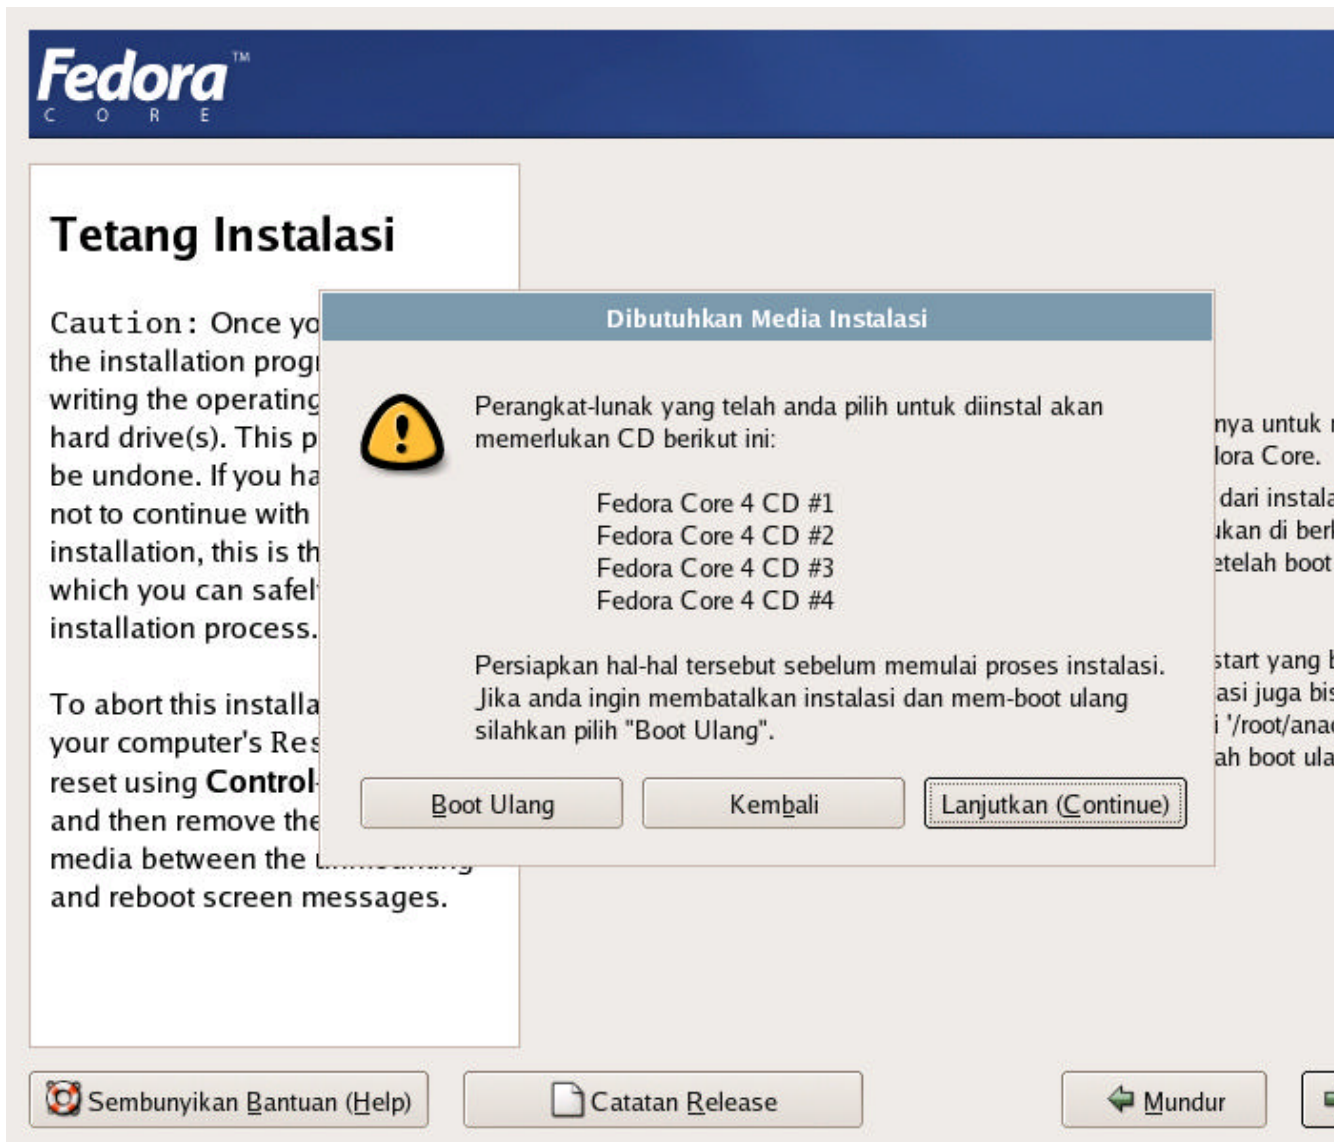 Fedora™
CORE
Tetang Instalasi
Caution: Once yo
the installation progr
writing the operating
hard drive(s). This p
be undone. If you ha
not to continue with
installation, this is th
which you can safel
installation process.
To abort this installa
your computer's Res
reset using Control-
and then remove the
media between the unmounting
and reboot screen messages.
Dibutuhkan Media Instalasi
Perangkat-lunak yang telah anda pilih untuk diinstal akan
memerlukan CD berikut ini:
Fedora Core 4 CD #1
Fedora Core 4 CD #2
Fedora Core 4 CD #3
Fedora Core 4 CD #4
Persiapkan hal-hal tersebut sebelum memulai proses instalasi.
Jika anda ingin membatalkan instalasi dan mem-boot ulang
silahkan pilih "Boot Ulang".
Boot Ulang
Kembali
Lanjutkan (Continue)
nya untuk
lora Core.
dari instala
ukan di ber
etelah boot
start yang b
asi juga bis
i '/root/ana
ah boot ula
Sembunyikan Bantuan (Help)
Catatan Release
Mundur